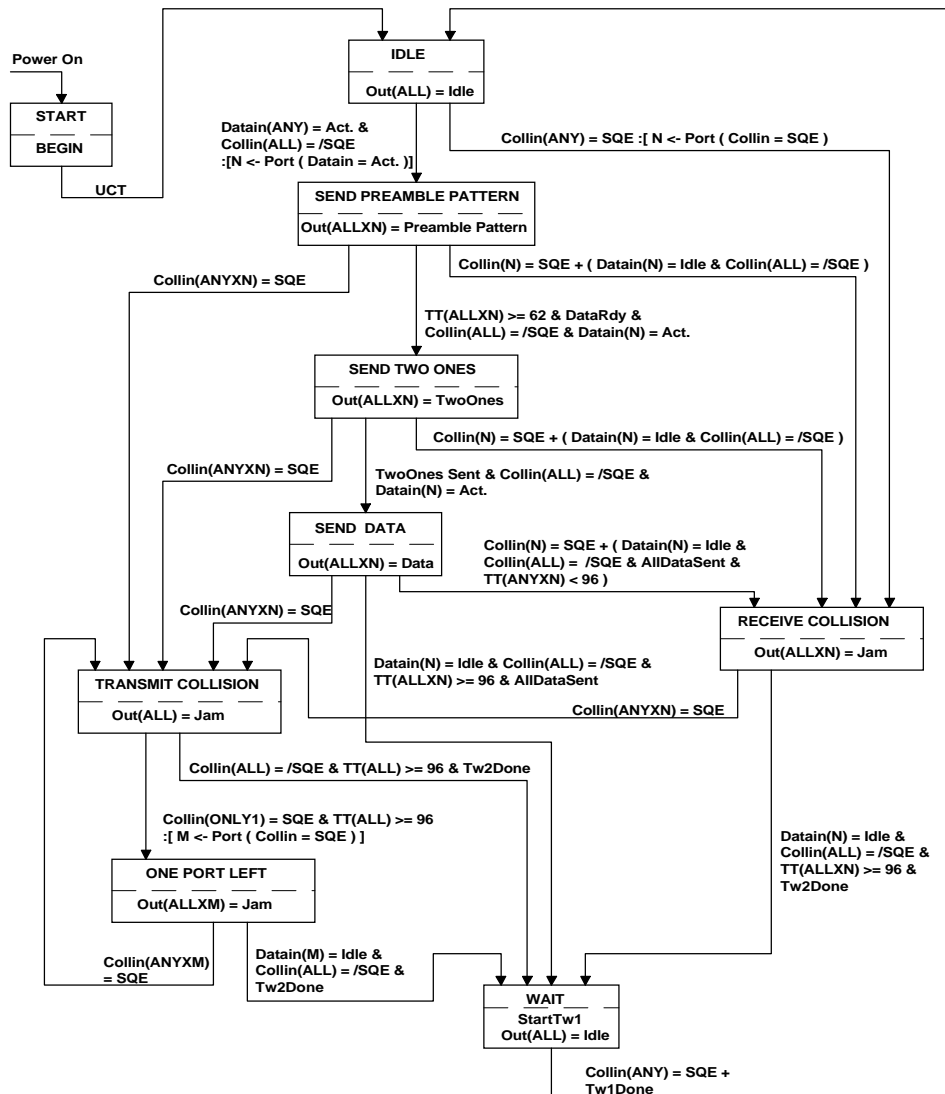 IDLE
Out(ALL) = Idle
Power On
START
BEGIN
UCT
Datain(ANY) = Act. &
Collin(ALL) = /SQE
:[N <- Port ( Datain = Act. )]
Collin(ANY) = SQE :[ N <- Port ( Collin = SQE )
SEND PREAMBLE PATTERN
Out(ALLXN) = Preamble Pattern
Collin(ANYXN) = SQE
Collin(N) = SQE + ( Datain(N) = Idle & Collin(ALL) = /SQE )
TT(ALLXN) >= 62 & DataRdy &
Collin(ALL) = /SQE & Datain(N) = Act.
SEND TWO ONES
Out(ALLXN) = TwoOnes
Collin(N) = SQE + ( Datain(N) = Idle & Collin(ALL) = /SQE )
Collin(ANYXN) = SQE
TwoOnes Sent & Collin(ALL) = /SQE &
Datain(N) = Act.
SEND DATA
Out(ALLXN) = Data
Collin(N) = SQE + ( Datain(N) = Idle &
Collin(ALL) = /SQE & AllDataSent &
TT(ANYXN) < 96 )
Collin(ANYXN) = SQE
RECEIVE COLLISION
Out(ALLXN) = Jam
Datain(N) = Idle & Collin(ALL) = /SQE &
TT(ALLXN) >= 96 & AllDataSent
TRANSMIT COLLISION
Out(ALL) = Jam
Collin(ANYXN) = SQE
Collin(ALL) = /SQE & TT(ALL) >= 96 & Tw2Done
Collin(ONLY1) = SQE & TT(ALL) >= 96
:[ M <- Port ( Collin = SQE ) ]
Datain(N) = Idle &
Collin(ALL) = /SQE &
TT(ALLXN) >= 96 &
Tw2Done
ONE PORT LEFT
Out(ALLXM) = Jam
Collin(ANYXM)
= SQE
Datain(M) = Idle &
Collin(ALL) = /SQE &
Tw2Done
WAIT
StartTw1
Out(ALL) = Idle
Collin(ANY) = SQE +
Tw1Done